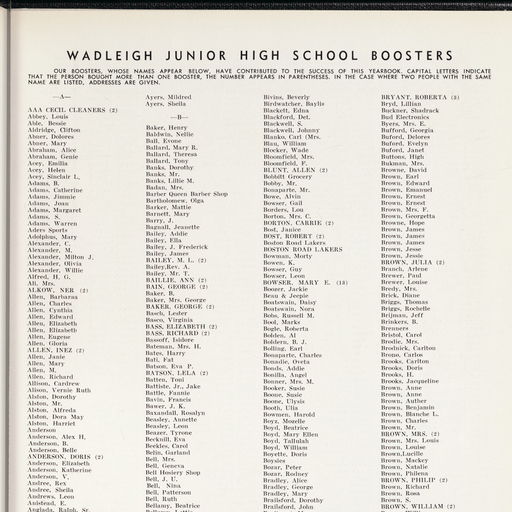 WADLEIGH JUNIOR HIGH SCHOOL BOOSTERS
OUR BOOSTERS, WHOSE NAMES APPEAR BELOW, HAVE CONTRIBUTED TO THE SUCCESS OF THIS YEARBOOK. CAPITAL LETTERS INDICATE
THAT THE PERSON BOUGHT MORE THAN ONE BOOSTER, THE NUMBER APPEARS IN PARENTHESES. IN THE CASE WHERE TWO PEOPLE WITH THE SAME
NAME ARE LISTED, ADDRESSES ARE GIVEN.
—A—
AAA CECIL CLEANERS (2)
Abbey, Louis
Able, Bessie
Aldridge, Clifton
Abner, Dolores
Abner, Mary
Abraham, Alice
Abraham, Genie
Acey, Emilia
Acey, Helen
Acey, Sinclair L,
Adams, B.
Adams, Catherine
Adams, Jimmie
Adams, Joan
Adams, Margaret
Adams, S.
Adams, Warren
Aders Sports
Adolphus, Mary
Alexander, C.
Alexander, M.
Alexander, Milton J,
Alexander, Olivia
Alexander, Willie
Alfred, H. G.
Ali, Mrs.
ALKOW, NER (2)
Allen, Barbaraa
Allen, Charles
Allen, Cynthia
Allen, Edward
Allen, Elizabeth
Allen, Elizabeth
Allen, Eugene
Allen, Gloria
ALLEN, INEZ (2)
Allen, Janie
Allen, Mary
Allen, M.
Allen, Richard
Allison, Cardrew
Alison, Vernie Ruth
Alston, Dorothy
Alston, Mr.
Alston, Alfreda
Alston, Dora May
Alston, Harriet
Anderson
Anderson, Alex H,
Anderson, B.
Anderson, Belle
ANDERSON, DORIS (2)
Anderson, Elizabeth
Anderson, Katherine
Anderson, V.
Andree, Rex
Andree, Sheila
Andrews, Leon
Anistead, E.
Anglada, Ralph, Sr.
Ayers, Mildred
Ayers, Sheila
—B—
Baker, Henry
Baldwin, Nellie
Ball, Evone
Ballard, Mary R.
Ballard, Theresa
Ballard, Tony
Banks, Dorothy
Banks, Mr.
Banks, Lillie M.
Badan, Mrs.
Barber Queen Barber Shop
Bartholomew, Olga
Barker, Mattie
Barnett, Mary
Barry, J.
Bagnall, Jeanette
Bailey, Addie
Bailey, Ella
Bailey, J. Frederick
Bailey, James
BAILEY, M. L. (2)
Bailey,Rev. A.
Bailey, Mr. T.
BAILLIE, ANN (2)
BAIN, GEORGE (2)
Baker, B.
Baker, Mrs. George
BAKER, GEORGE (2)
Basch, Lester
Basco, Virginia
BASS, ELIZABETH (2)
BASS, RICHARD (2)
Bassoff, Isidore
Bateman, Mrs. H.
Bates, Harry
Bati, Fat
Batson, Eva P.
BATSON, LELA (2)
Batten, Toni
Battiste, Jr., Jake
Battle, Fannie
Bavin, Francis
Bawer, J. K.
Baxandall, Rosalyn
Beasley, Annette
Beasley, Leon
Beazer, Tyrone
Becknill, Eva
Beckles, Carol
Belin, Garland
Bell, Mrs.
Bell, Geneva
Bell Hosiery Shop
Bell, J. U.
Bell, Nina
Bell, Patterson
Bell, Ruth
Bellamy, Beatrice
Bivins, Beverly
Birdwatcher, Baylis
Blackett, Edna
Blackford, Det.
Blackwell, S.
Blackwell, Johany
Blanko, Carl (Mrs.
Blau, William
Blocker, Wade
Bloomfield, Mrs.
Bloomfield, F.
BLUNT, ALLEN (2)
Bobbift Grocery
Bobby, Mr.
Bonaparte, Mr.
Bowe, Alvin
Bowser, Gail
Borders, Lou
Borton, Mrs. C.
BORTON, CARRIE (2)
Bost, Janice
BOST, ROBERT (2)
Boston Road Lakers
BOSTON ROAD LAKERS
Bowman, Morty
Bowen, K.
Bowser, Guy
Bowser, Leon
BOWSER, MARY E. (13)
Boozer, Jackie
Beau & Jeepie
Boatswain, Daisy
Boatswain, Nora
Bobs, Russell M.
Bool, Marks
Bogle, Roberta
Bolden, Al
Boldern, B. J.
Bolling, Earl
Bonaparte, Charles
Bonadie, Oveta
Bonds, Addie
Bonilla, Angel
Bonner, Mrs. M.
Booker, Susie
Boone, Susie
Boone, Ulysis
Booth, Ulia
Bowmen, Harold
Boyz, Mozelle
Boyd, Beatrice
Boyd, Mary Ellen
Boyd, Tallulah
Boyd, William
Boyette, Doris
Boysica
Bozar, Peter
Bozar, Rodney
Bradley, Alice
Bradley, George
Bradley, Mary
Brailsford, Dorothy
Brailsford, John
BRYANT, ROBERTA (3)
Bryd, Lillian
Buckner, Shadrack
Bud Electronics
Byers, Mrs. E.
Bufford, Georgia
Buford, Delores
Buford, Evelyn
Buford, Janet
Buttons, High
Bukman, Mrs.
Browne, David
Brown, Earl
Brown, Edward
Brown, Emanuel
Brown, Ernest
Brown, Ernest
Brown, Mrs. F.
Brown, Georgetta
Browne, Hope
Brown, James
Brown, James
Brown, James
Brown, Jesse
Brown, Jessie
BROWN, JULIA (2)
Branch, Arlene
Brewer, Paul
Brewer, Louise
Bredy, Mrs.
Brick, Diane
Briggs, Thomas
Briggs, Rochelle
Brijman, Jeff
Brinkers, B.
Brenners
Bristol, Carol
Brodie, Mrs.
Brodnick, Carlton
Brono, Carlos
Brooks, Carlton
Brooks, Doris
Brooks, H.
Brooks, Jacqueline
Brown, Anne
Brown, Anne
Brown, Auther
Brown, Benjamin
Brown, Blanche L.
Brown, Charles
Brown, Mr.
BROWN, MRS. (2)
Brown, Mrs. Louis
Brown, Louise
Brown,Lucille
Brown, Mackey
Brown, Natalie
Brown, Philena
BROWN, PHILIP (2)
Brown, Richard
Brown, Rosa
Brown, S.
BROWN, WILLIAM (2)